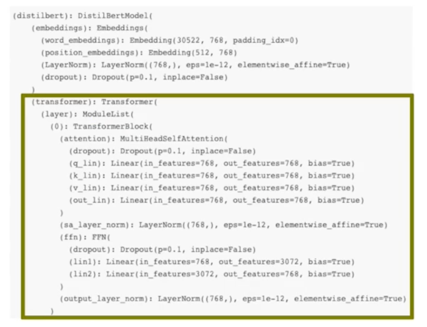 (distilbert): DistilBertModel(
(embeddings): Embeddings(
(word_embeddings): Embedding(30522, 768, padding_idx=0)
(position_embeddings): Embedding(512, 768)
(LayerNorm): LayerNorm((768,), eps=1e-12, elementwise_affine=True)
(dropout): Dropout(p=0.1, inplace=False)
)
(transformer): Transformer(
(layer): ModuleList(
(0): TransformerBlock(
(attention): MultiHeadSelfAttention(
(dropout): Dropout(p=0.1, inplace=False)
(q_lin): Linear(in_features=768, out_features=768, bias=True)
(k_lin): Linear(in_features=768, out_features=768, bias=True)
(v_lin): Linear(in_features=768, out_features=768, bias=True)
(out_lin): Linear(in_features=768, out_features=768, bias=True)
)
(sa_layer_norm): LayerNorm((768,), eps=1e-12, elementwise_affine=True)
(ffn): FFN(
(dropout): Dropout(p=0.1, inplace=False)
(lin1): Linear(in_features=768, out_features=3072, bias=True)
(lin2): Linear(in_features=3072, out_features=768, bias=True)
)
(output_layer_norm): LayerNorm((768,), eps=1e-12, elementwise_affine=True)
)